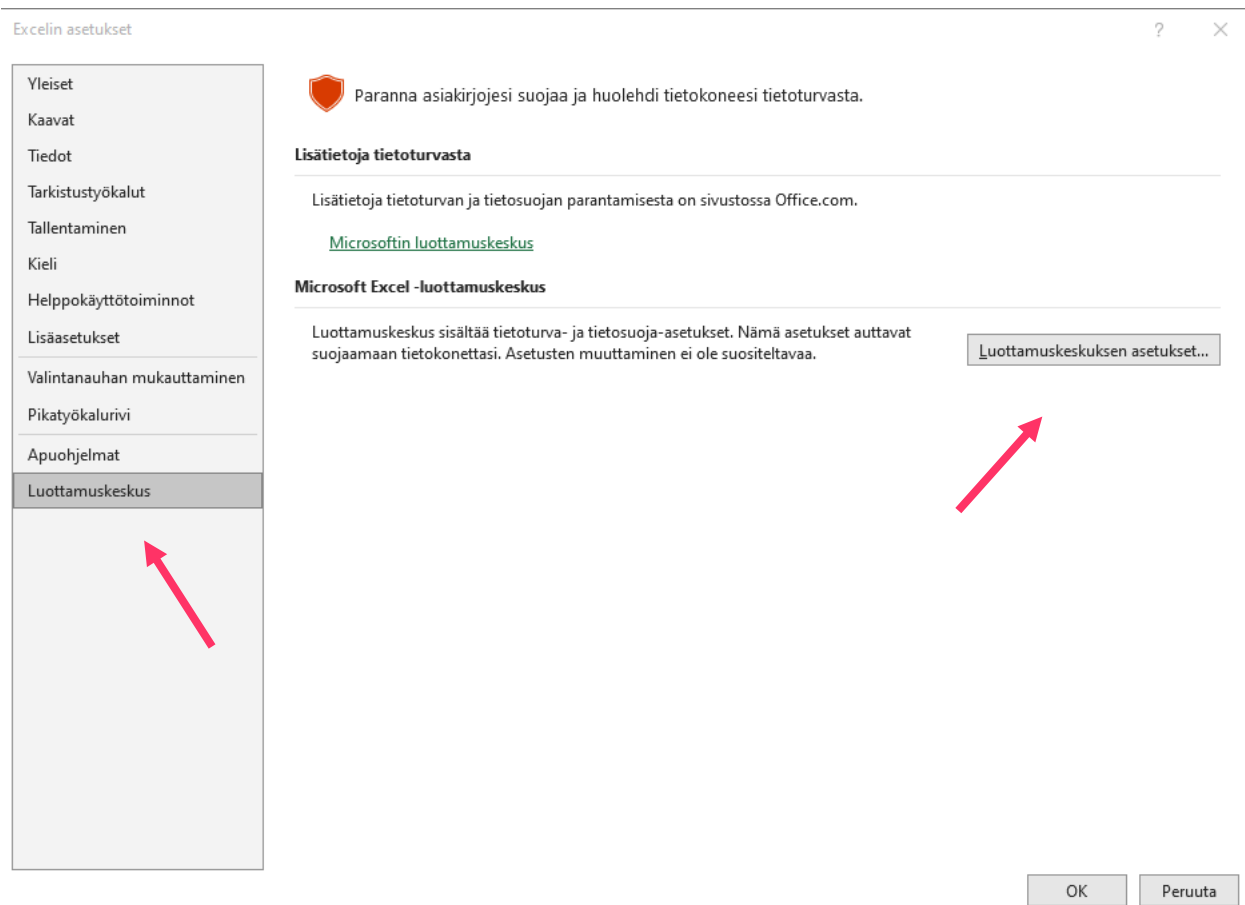 Excelin asetukset
?
Yleiset
Kaavat
Tiedot
Tarkistustyökalut
Tallentaminen
Kieli
Helppokäyttötoiminnot
Lisäasetukset
Valintanauhan mukauttaminen
Pikatyökalurivi
Apuohjelmat
Luottamuskeskus
Paranna asiakirjojesi suojaa ja huolehdi tietokoneesi tietoturvasta.
Lisätietoja tietoturvasta
Lisätietoja tietoturvan ja tietosuojan parantamisesta on sivustossa Office.com.
Microsoftin luottamuskeskus
Microsoft Excel -luottamuskeskus
Luottamuskeskus sisältää tietoturva- ja tietosuoja-asetukset. Nämä asetukset auttavat
suojaamaan tietokonettasi. Asetusten muuttaminen ei ole suositeltavaa.
Luottamuskeskuksen asetukset...
OK
Peruuta